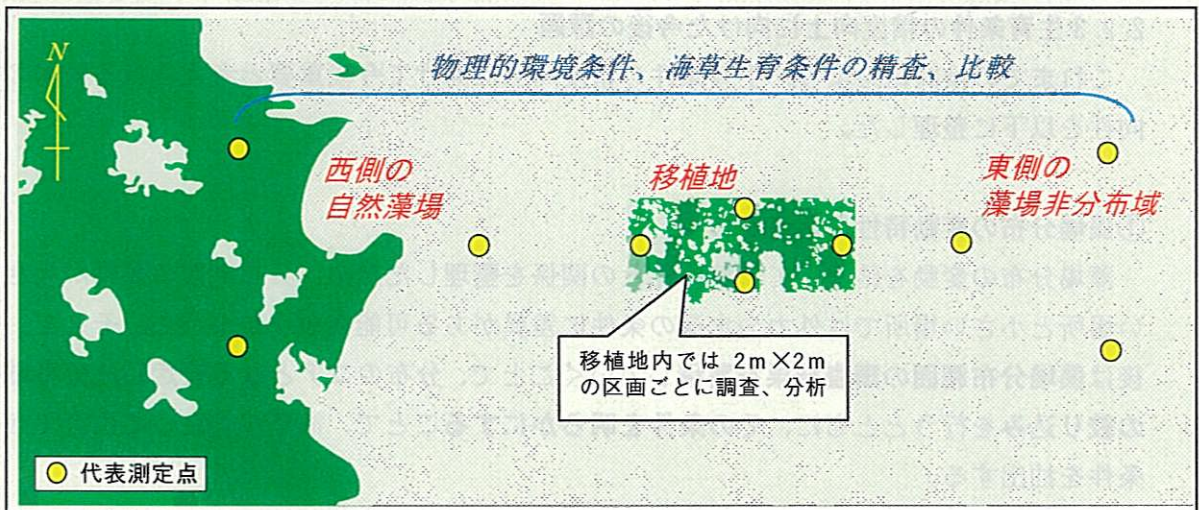 N
物理的環境条件、海草生育条件の精査、比較
西側の
自然藻場
移植地
東側の
藻場非分布域
移植地内では 2m×2m
の区画ごとに調査、分析
代表測定点